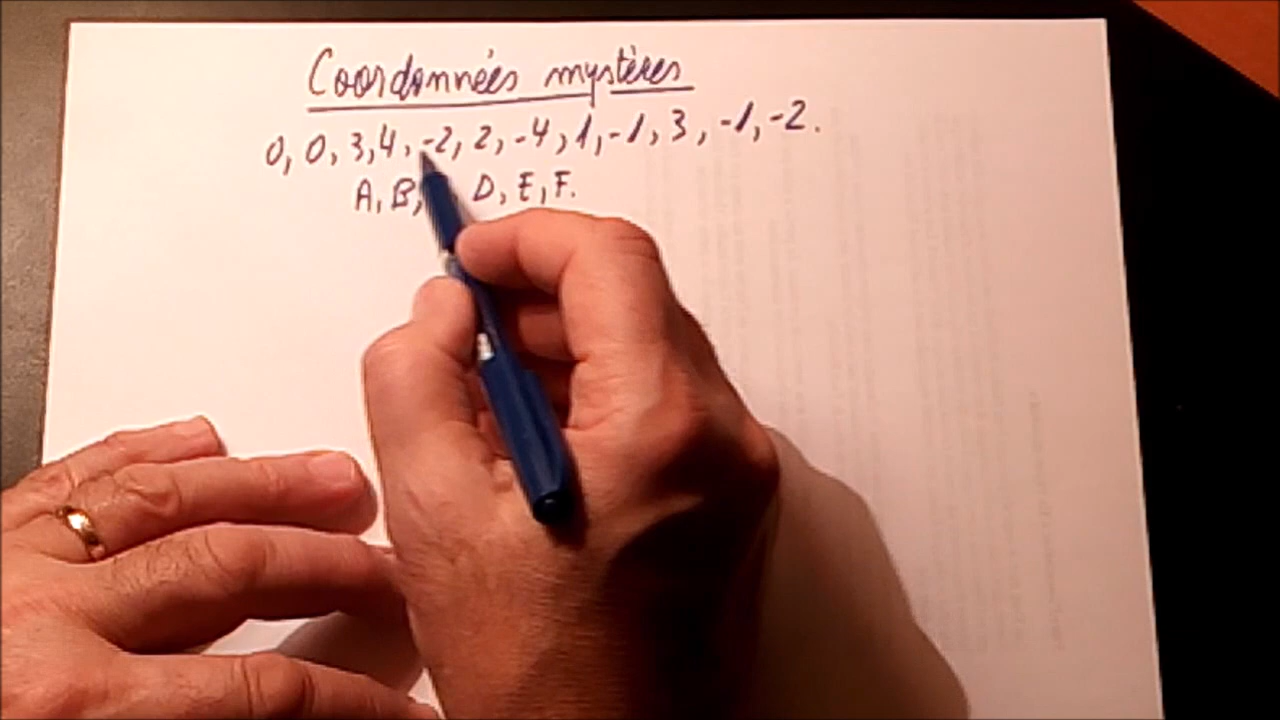 Coordonnées mystères
0, 0, 3, 4, -2, 2, -4, 1, -1, 3, -1, -2.
A, B, D, E, F.